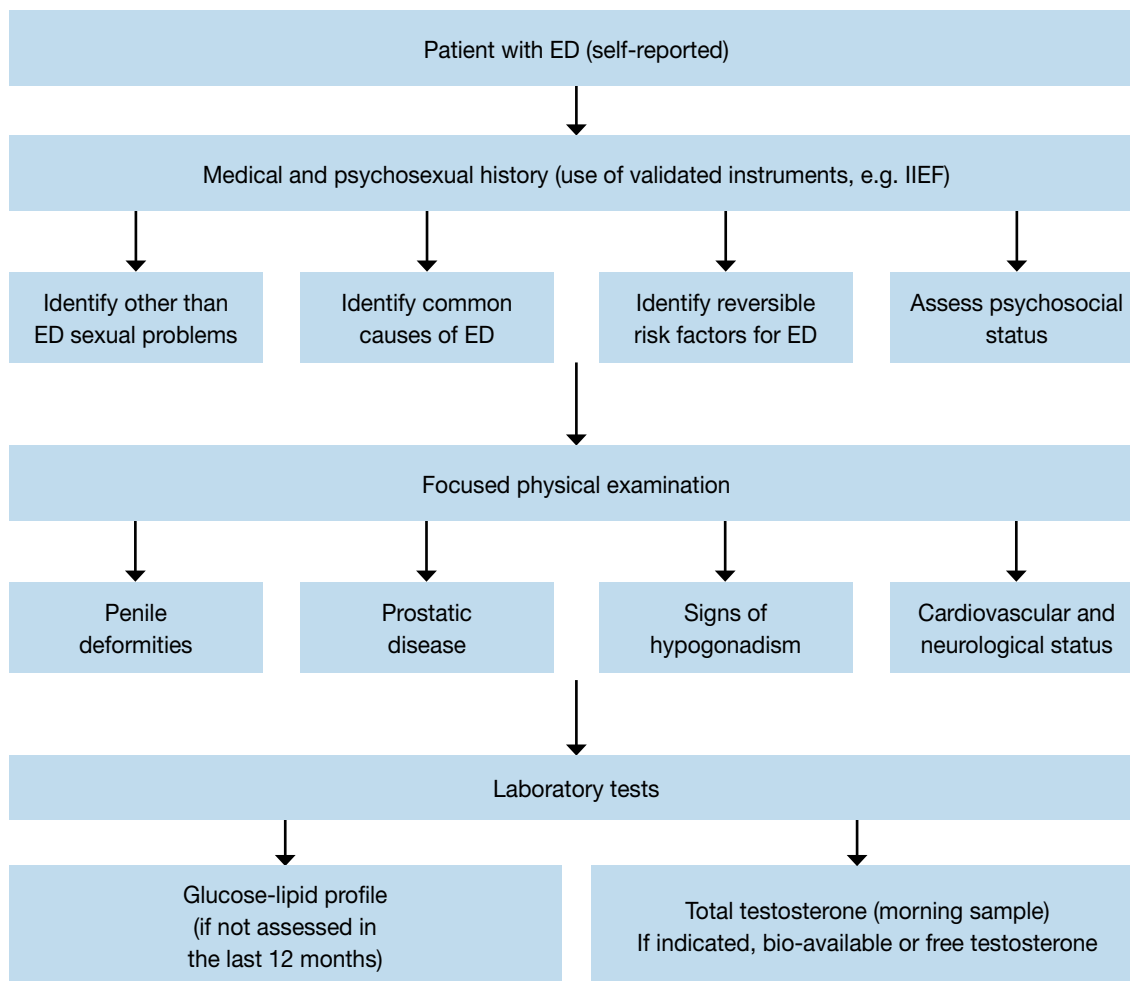 Patient with ED (self-reported)
Medical and psychosexual history (use of validated instruments, e.g. IIEF)
Identify other than
ED sexual problems
Identify common
causes of ED
Identify reversible
risk factors for ED
Assess psychosocial
status
Focused physical examination
Penile
deformities
Prostatic
disease
Signs of
hypogonadism
Cardiovascular and
neurological status
Laboratory tests
Glucose-lipid profile
(if not assessed in
the last 12 months)
Total testosterone (morning sample)
If indicated, bio-available or free testosterone